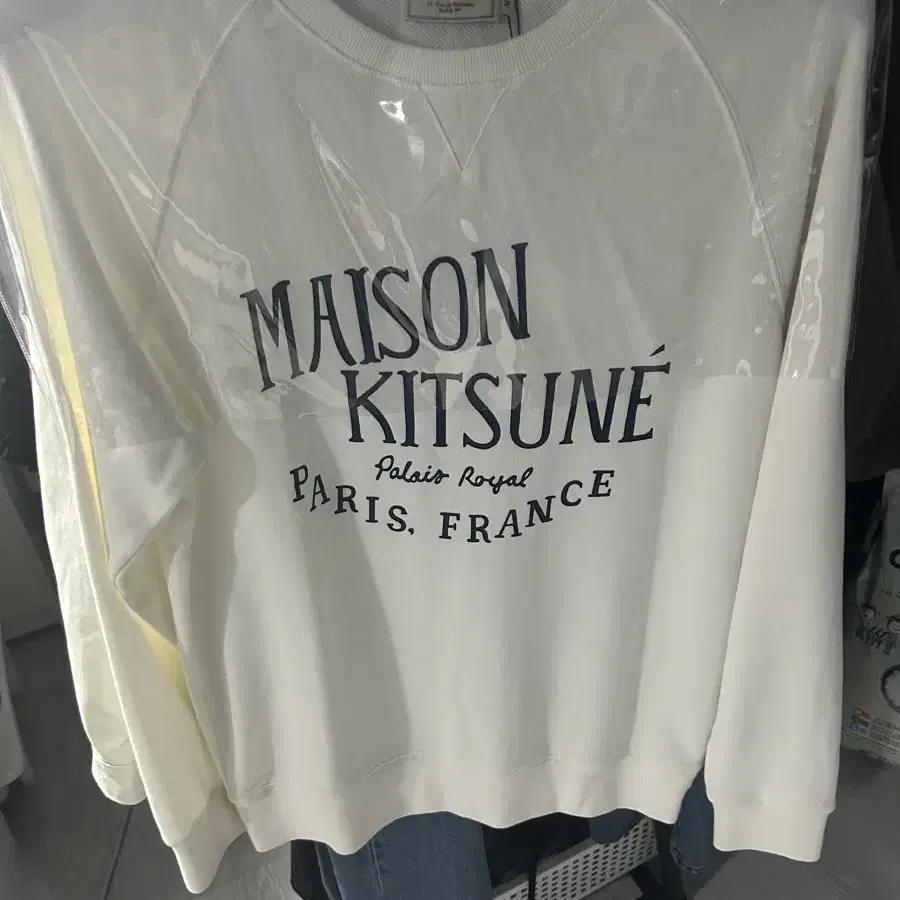 MAISON
KITSUNÉ
Palais Royal
PARIS, FRANCE